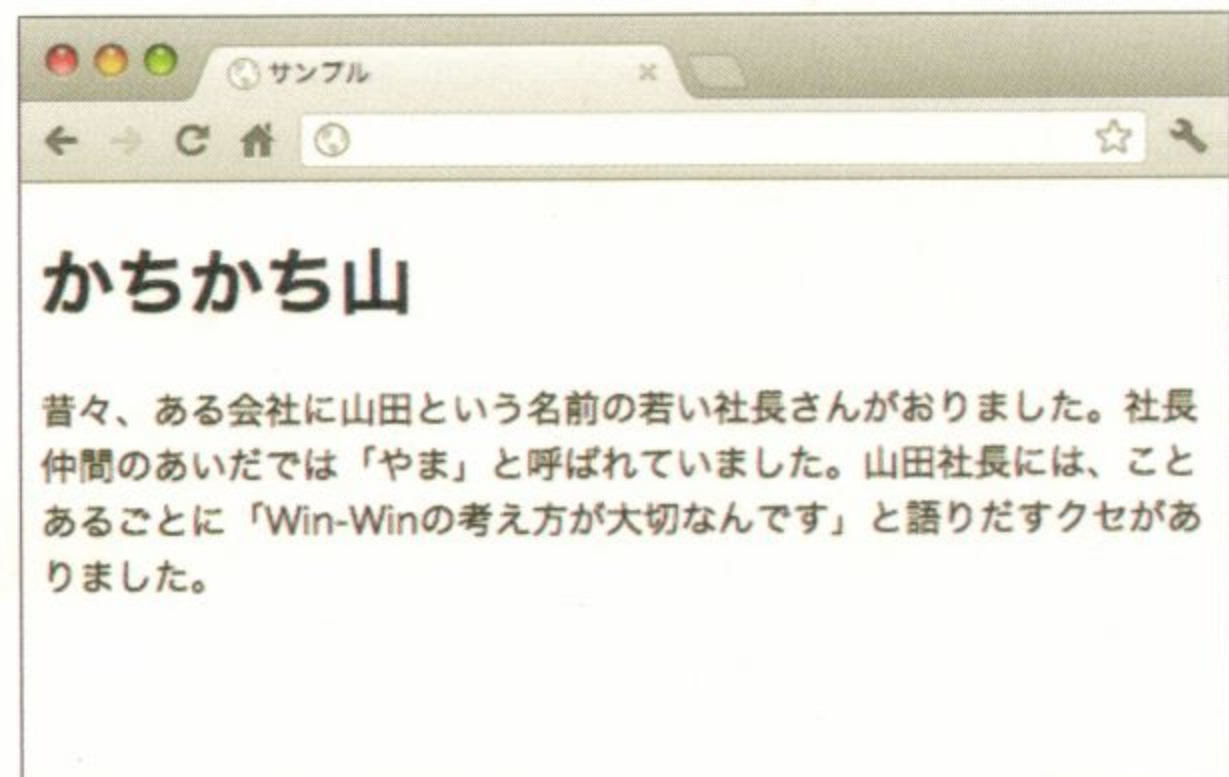 サンプル
かちかち山
昔々、ある会社に山田という名前の若い社長さんがおりました。社長
仲間のあいだでは「やま」と呼ばれていました。山田社長には、こと
あるごとに「Win-Winの考え方が大切なんです」と語りだすクセがあ
りました。